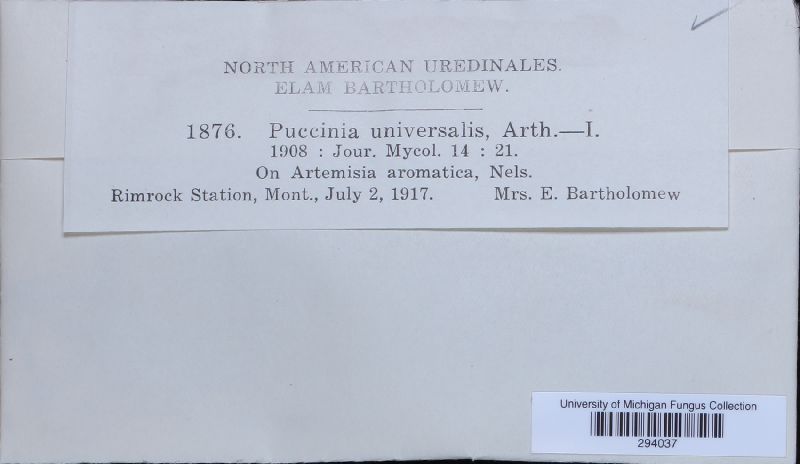 NORTH AMERICAN UREDINALES.
ELAM BARTHOLOMEW.
1876. Puccinia universalis, Arth.—I.
1908 : Jour. Mycol. 14 : 21.
On Artemisia aromatica, Nels.
Rimrock Station, Mont., July 2, 1917. Mrs. E. Bartholomew
University of Michigan Fungus Collection
294037